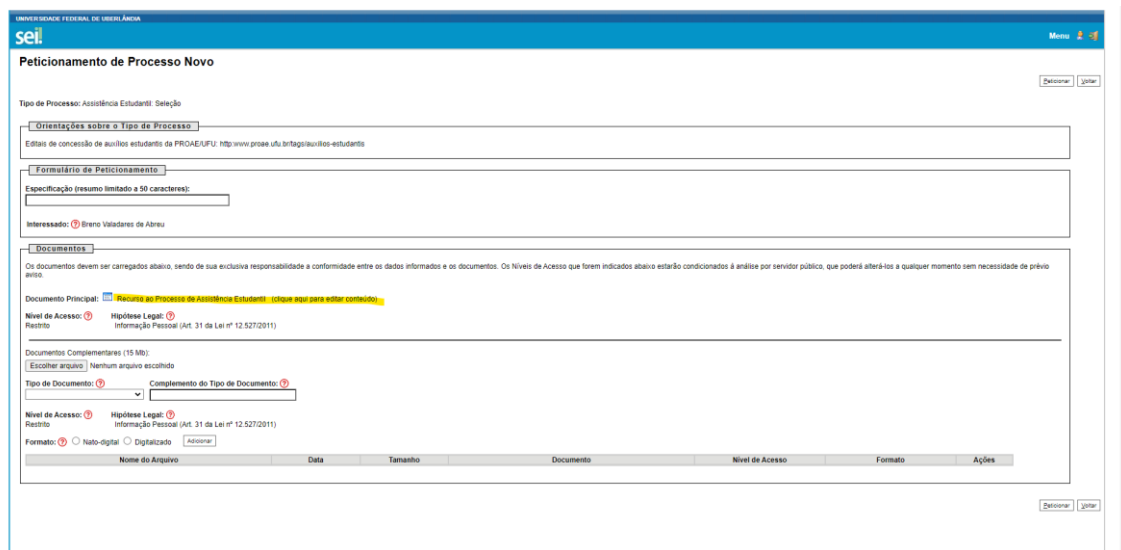 UNIVERSIDADE FEDERAL DE UBERLÂNDIA
sei!
Menu
Peticionamento de Processo Novo
Peticionar Voltar
Tipo de Processo: Assistência Estudantil: Seleção
Orientações sobre o Tipo de Processo
Editais de concessão de auxílios estudantis da PROAE/UFU: http:www.proae.ufu.br/tags/auxilios-estudantis
Formulário de Peticionamento
Especificação (resumo limitado a 50 caracteres):
Interessado: ? Breno Valadares de Abreu
Documentos
Os documentos devem ser carregados abaixo, sendo de sua exclusiva responsabilidade a conformidade entre os dados informados e os documentos. Os Níveis de Acesso que forem indicados abaixo estarão condicionados à análise por servidor público, que poderá alterá-los a qualquer momento sem necessidade de prévio
aviso.
Documento Principal: Recurso ao Processo de Assistência Estudantil (clique aqui para editar conteúdo)
Nível de Acesso: ? Hipótese Legal: ?
Restrito Informação Pessoal (Art. 31 da Lei nº 12.527/2011)
Documentos Complementares (15 Mb):
Escolher arquivo Nenhum arquivo escolhido
Tipo de Documento: ? Complemento do Tipo de Documento: ?
Nível de Acesso: ? Hipótese Legal: ?
Restrito Informação Pessoal (Art. 31 da Lei nº 12.527/2011)
Formato: ? Nato-digital Digitalizado Adicionar
Nome do Arquivo Data Tamanho Documento Nível de Acesso Formato Ações
Peticionar Voltar